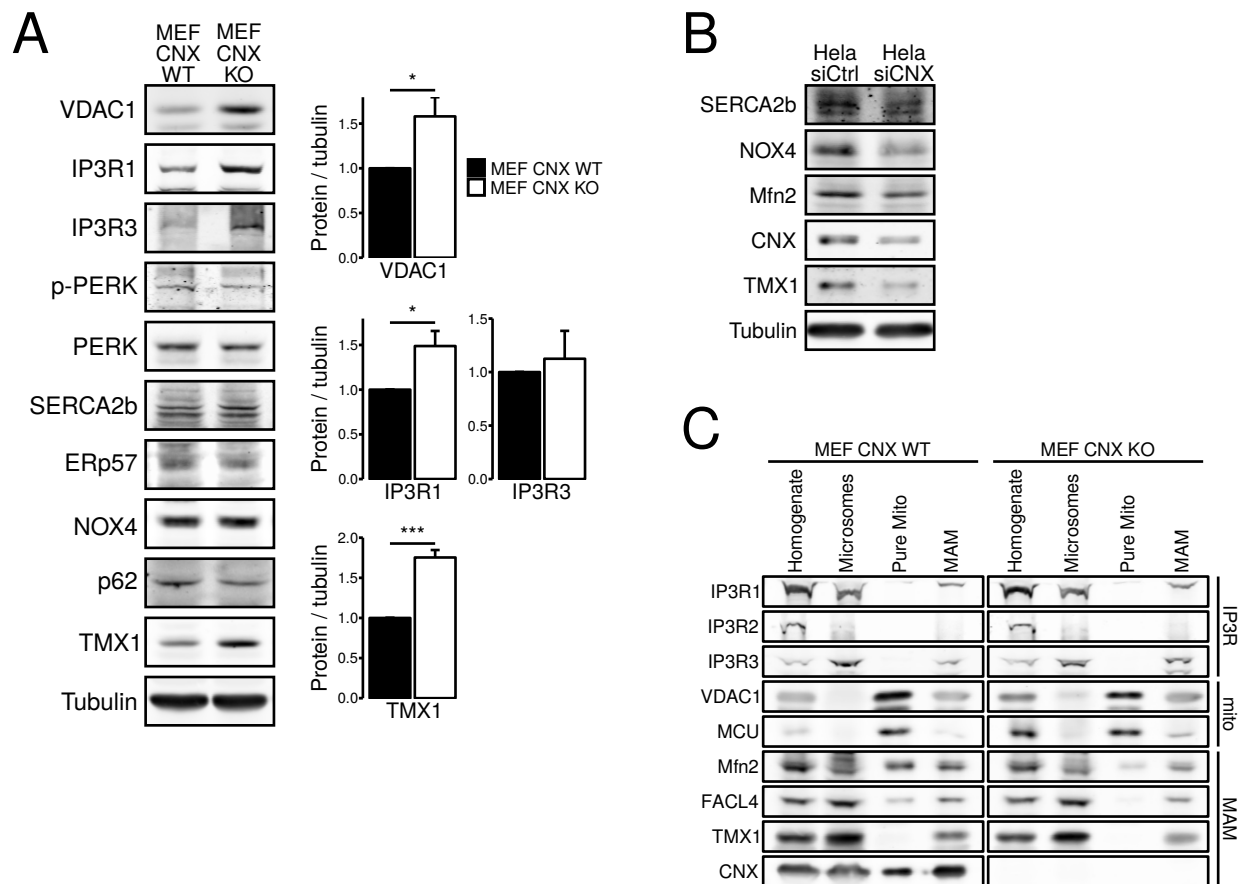 A
MEF
CNX
WT
MEF
CNX
KO
VDAC1
IP3R1
IP3R3
p-PERK
PERK
SERCA2b
ERp57
NOX4
p62
TMX1
Tubulin
Protein / tubulin
1.5
1.0
0.5
0.0
*
VDAC1
MEF CNX WT
MEF CNX KO
Protein / tubulin
1.5
1.0
0.5
0.0
*
IP3R1
1.5
1.0
0.5
0.0
IP3R3
Protein / tubulin
2.0
1.5
1.0
0.5
0.0
***
TMX1
B
Hela
siCtrl
Hela
siCNX
SERCA2b
NOX4
Mfn2
CNX
TMX1
Tubulin
C
MEF CNX WT
MEF CNX KO
Homogenate
Microsomes
Pure Mito
MAM
Homogenate
Microsomes
Pure Mito
MAM
IP3R1
IP3R2
IP3R3
VDAC1
MCU
Mfn2
FACL4
TMX1
CNX
IP3R
mito
MAM